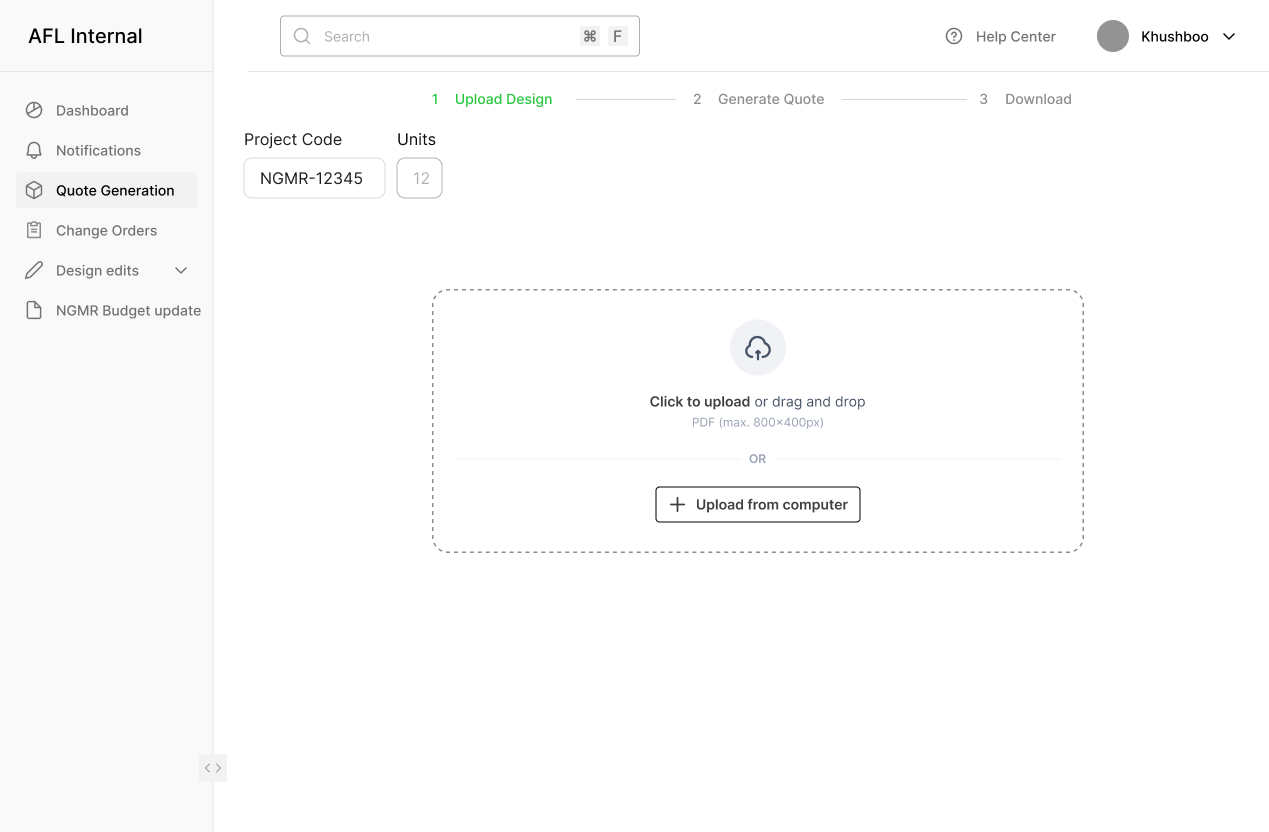 AFL Internal
Search
⌘ F
Help Center
Khushboo
Dashboard
Notifications
Quote Generation
Change Orders
Design edits
NGMR Budget update
1 Upload Design
2 Generate Quote
3 Download
Project Code
Units
NGMR-12345
12
Click to upload or drag and drop
PDF (max. 800×400px)
OR
Upload from computer